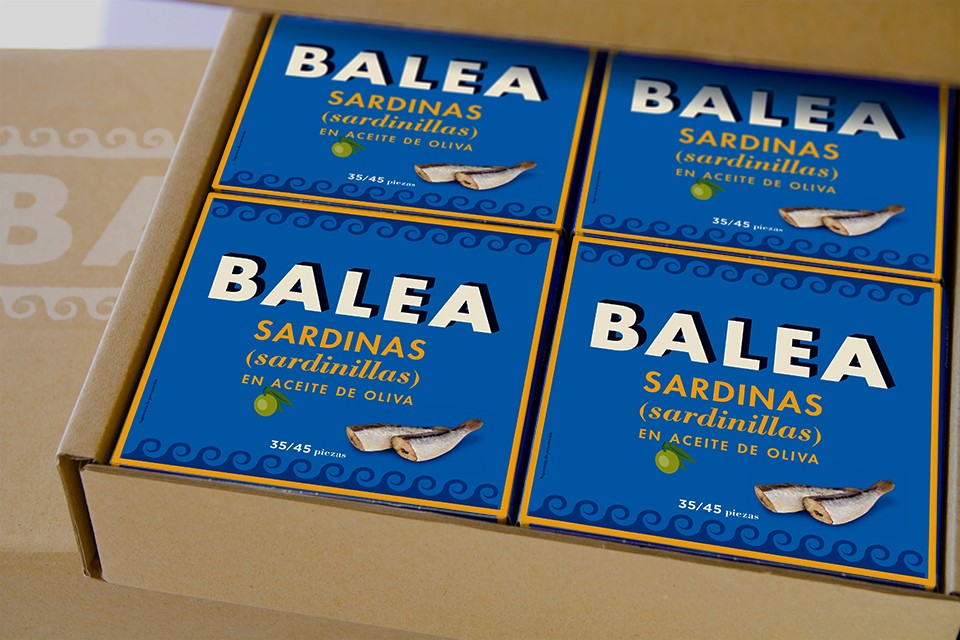 BALEA
SARDINAS
(sardinillas)
EN ACEITE DE OLIVA
35/45 piezas
BALEA
SARDINAS
(sardinillas)
EN ACEITE DE OLIVA
35/45 piezas
BALEA
SARDINAS
(sardinillas)
EN ACEITE DE OLIVA
35/45 piezas
BALEA
SARDINAS
(sardinillas)
EN ACEITE DE OLIVA
35/45 piezas
BA